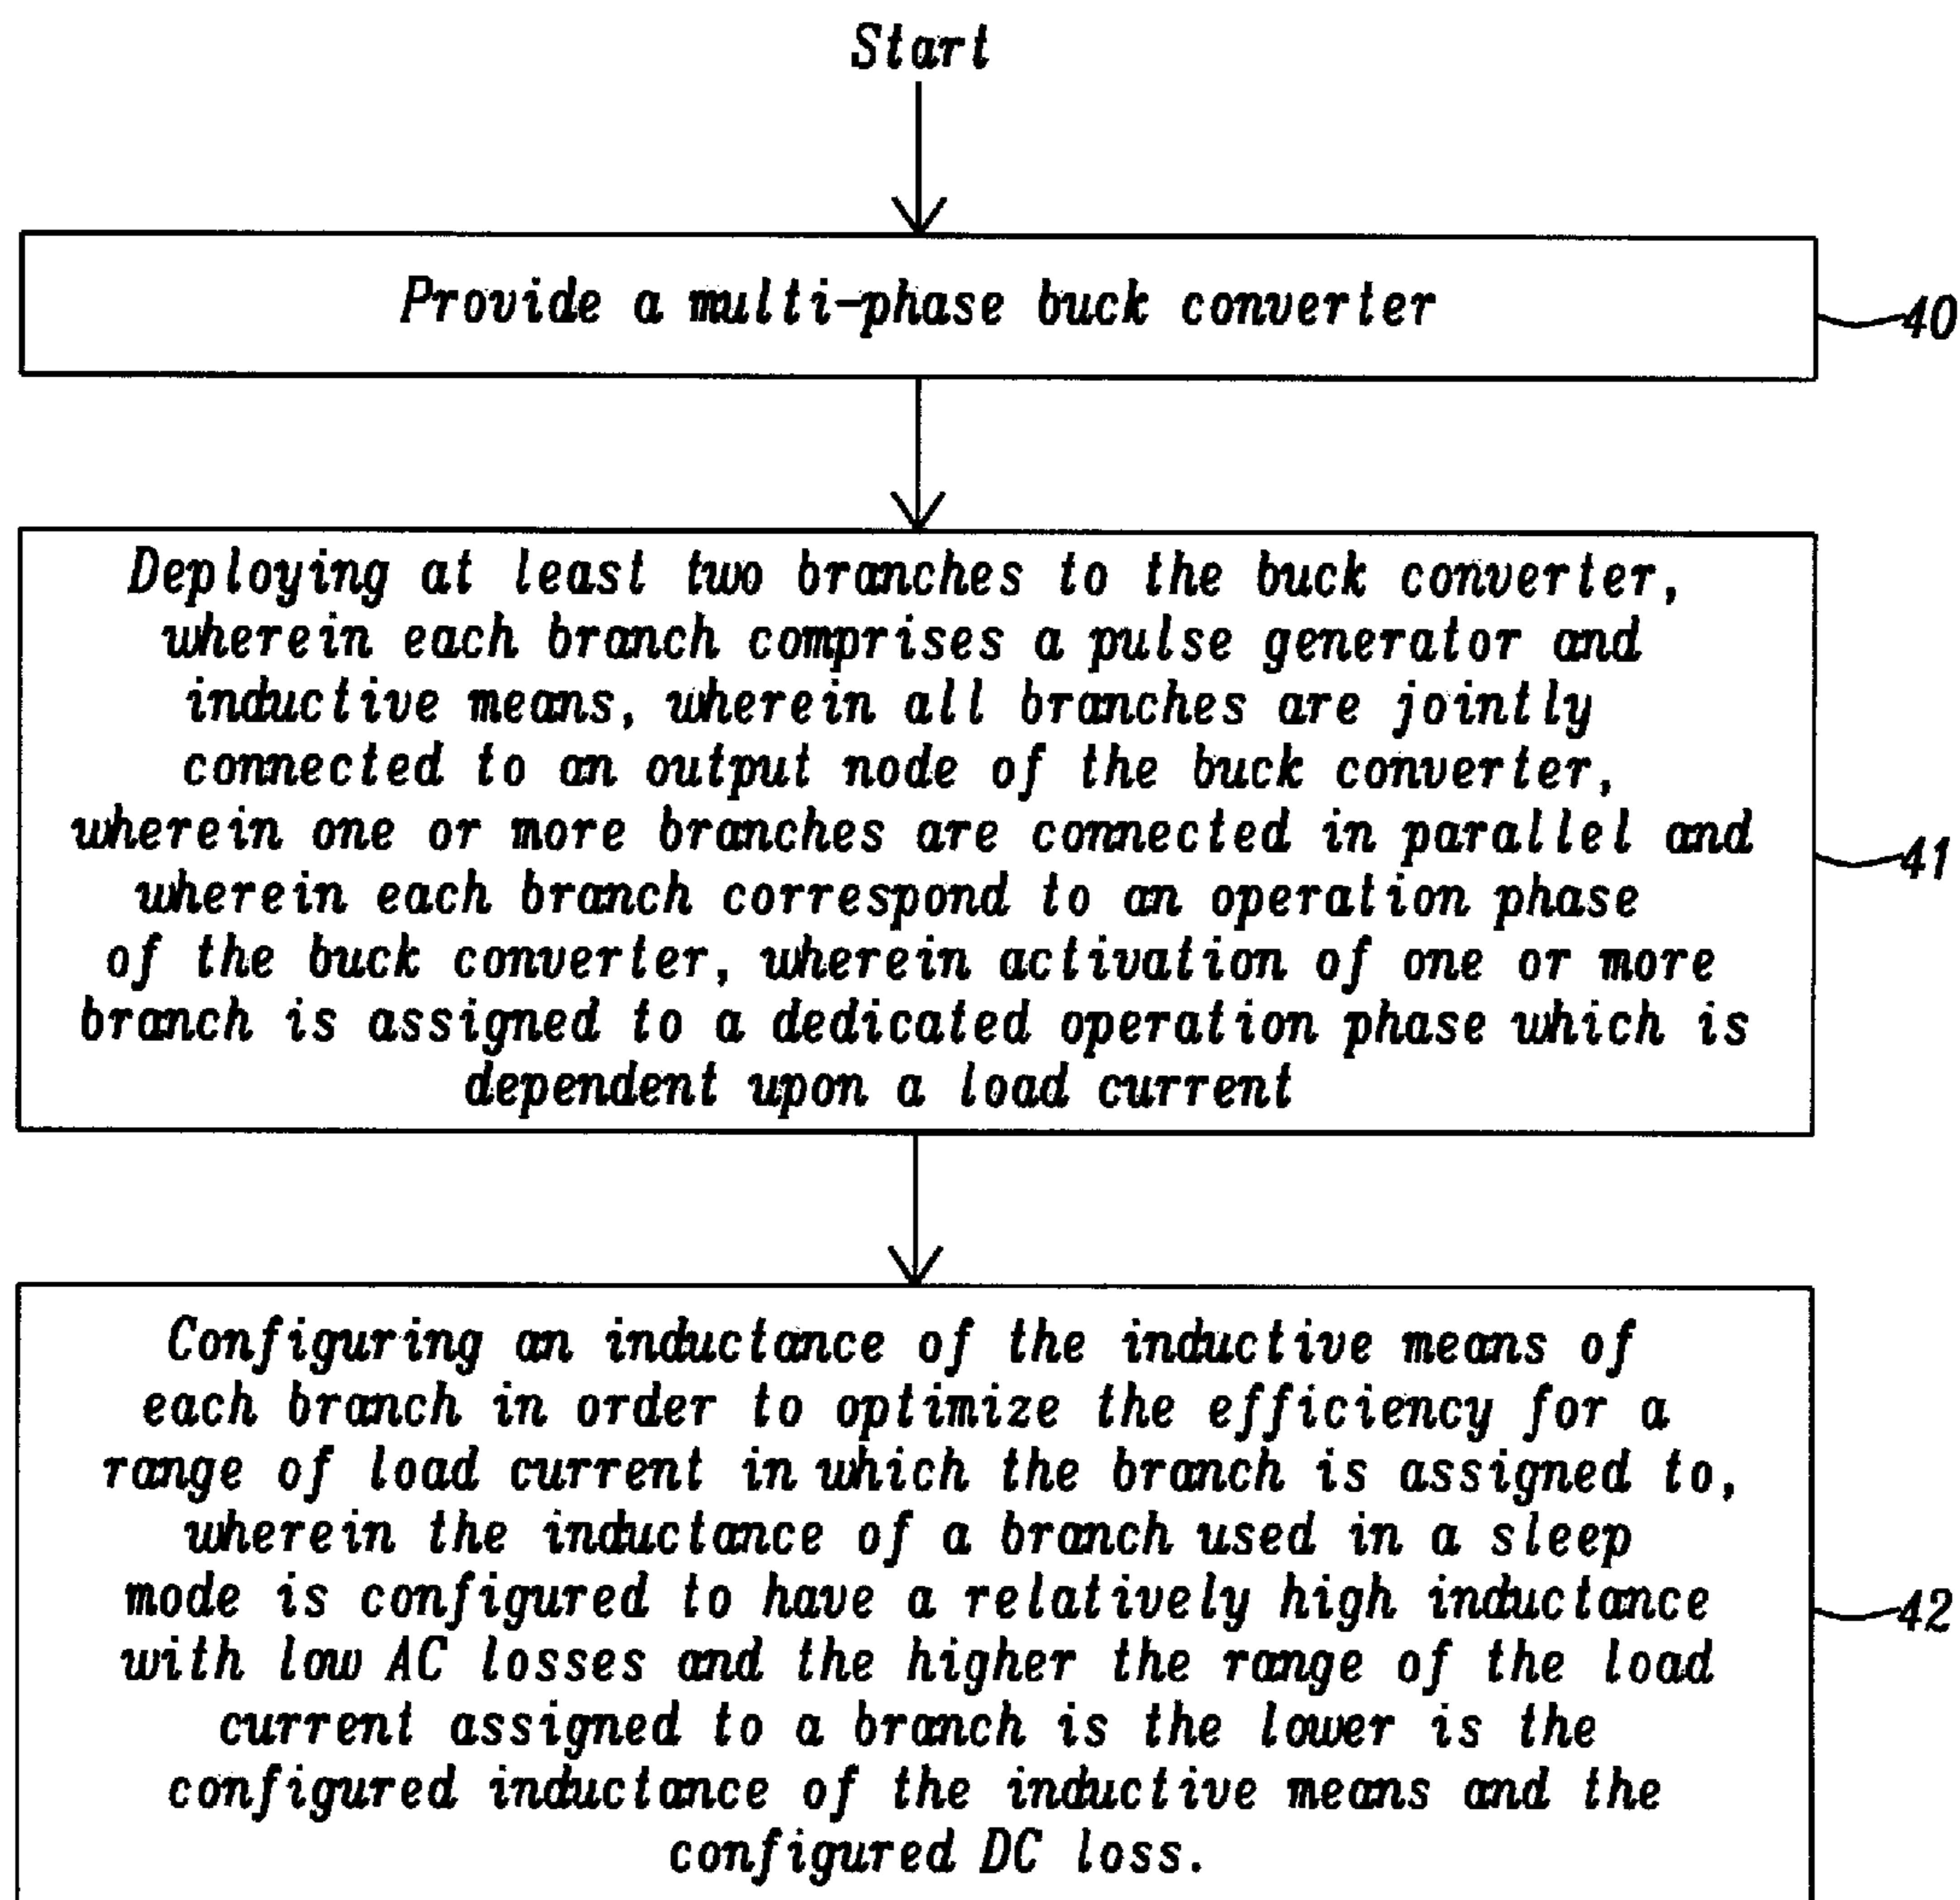 Start
Provide a multi-phase buck converter
40
Deploying at least two branches to the buck converter,
wherein each branch comprises a pulse generator and
inductive means, wherein all branches are jointly
connected to an output node of the buck converter,
wherein one or more branches are connected in parallel and
wherein each branch correspond to an operation phase
of the buck converter, wherein activation of one or more
branch is assigned to a dedicated operation phase which is
dependent upon a load current
41
Configuring an inductance of the inductive means of
each branch in order to optimize the efficiency for a
range of load current in which the branch is assigned to,
wherein the inductance of a branch used in a sleep
mode is configured to have a relatively high inductance
with low AC losses and the higher the range of the load
current assigned to a branch is the lower is the
configured inductance of the inductive means and the
configured DC loss.
42